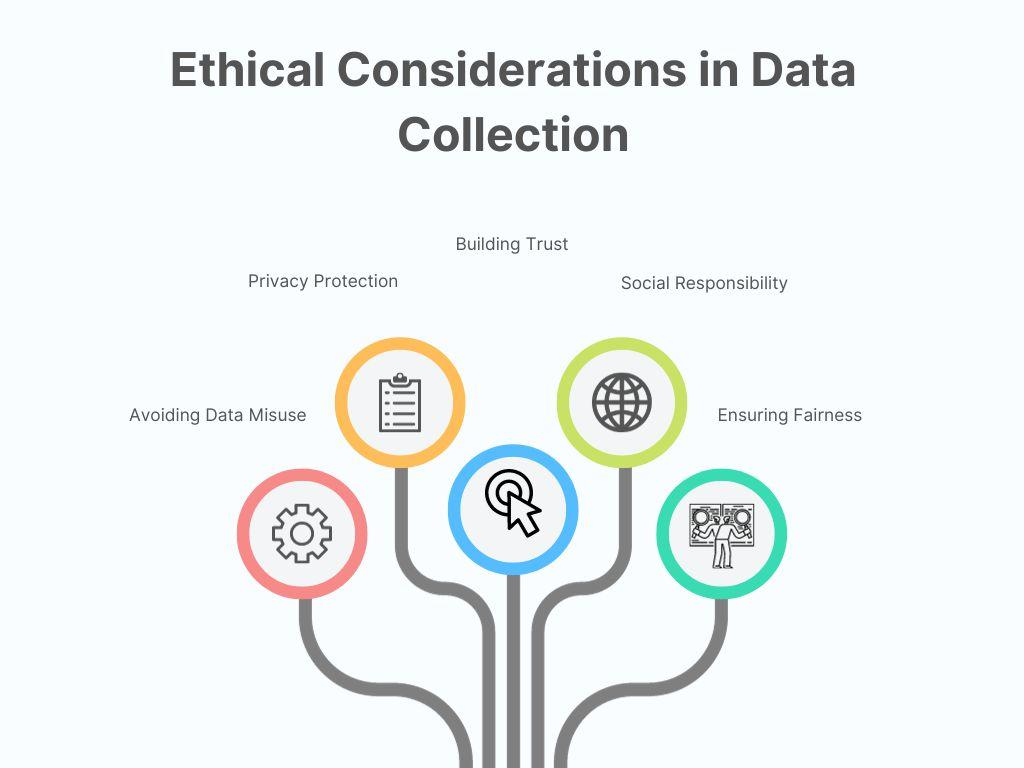 Ethical Considerations in Data
Collection
Building Trust
Privacy Protection
Social Responsibility
Avoiding Data Misuse
Ensuring Fairness